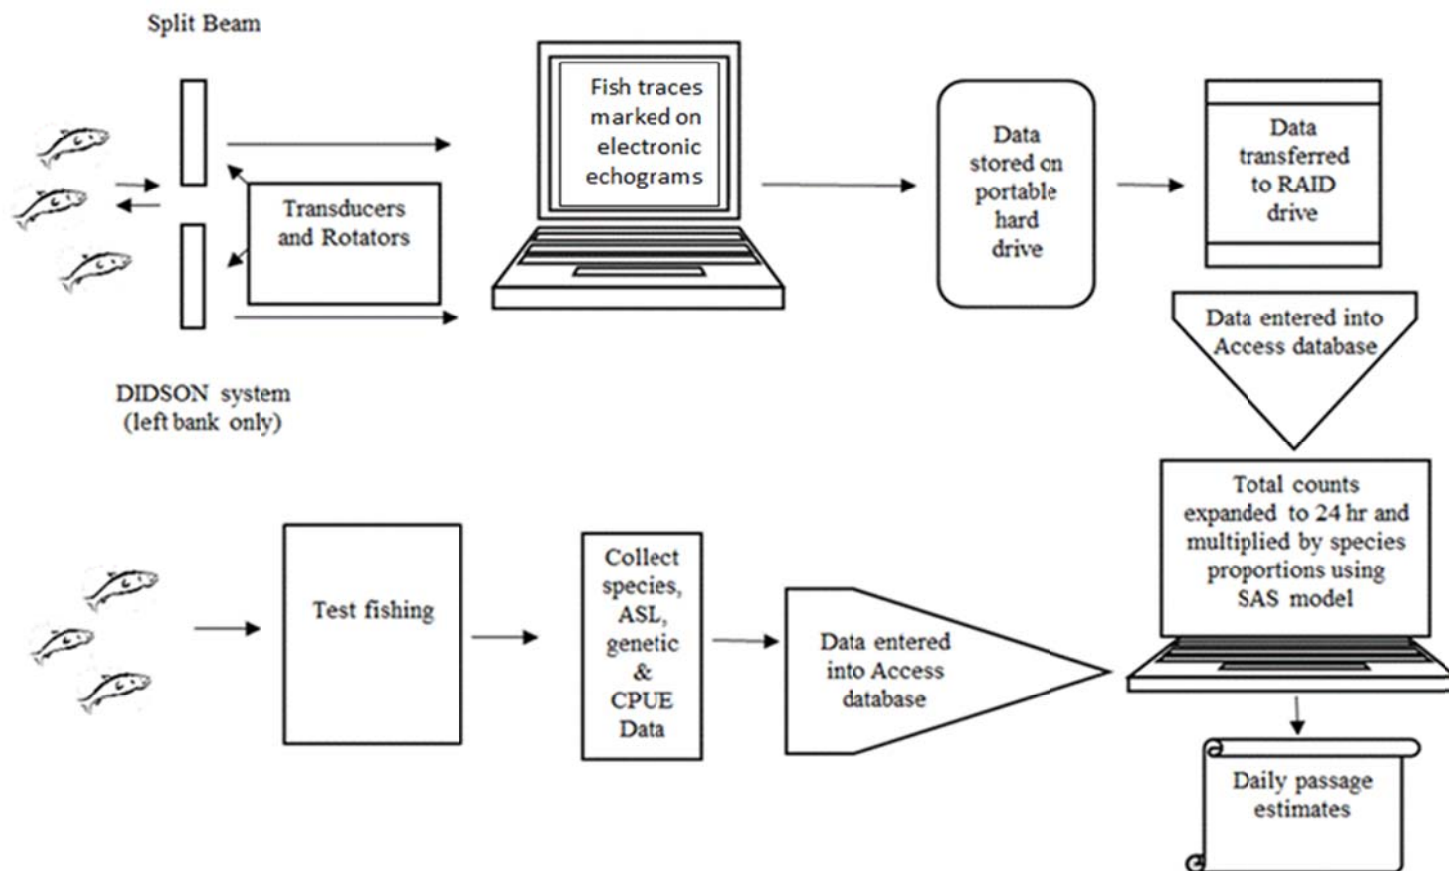 Split Beam
Transducers
and Rotators
DIDSON system
(left bank only)
Fish traces
marked on
electronic
echograms
Data
stored on
portable
hard
drive
Data
transferred
to RAID
drive
Data entered into
Access database
Total counts
expanded to 24 hr and
multiplied by species
proportions using
SAS model
Test fishing
Collect
species,
ASL,
genetic
&
CPUE
Data
Data entered
into Access
database
Daily passage
estimates